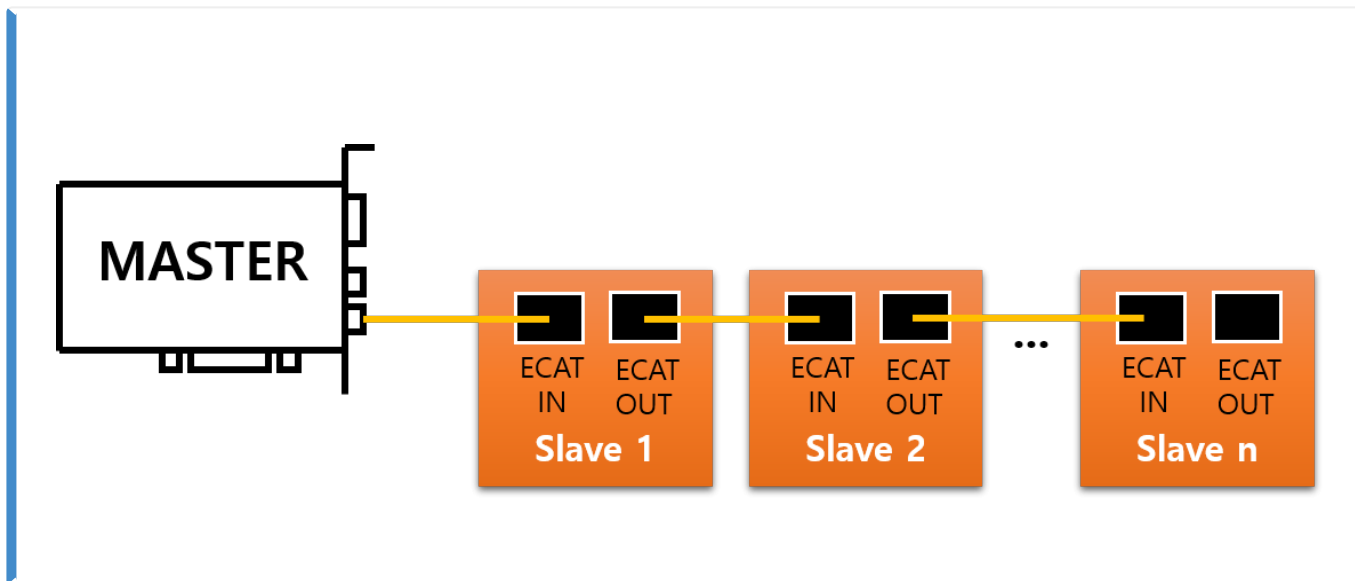 MASTER
ECAT
IN
ECAT
OUT
Slave 1
ECAT
IN
ECAT
OUT
Slave 2
...
ECAT
IN
ECAT
OUT
Slave n